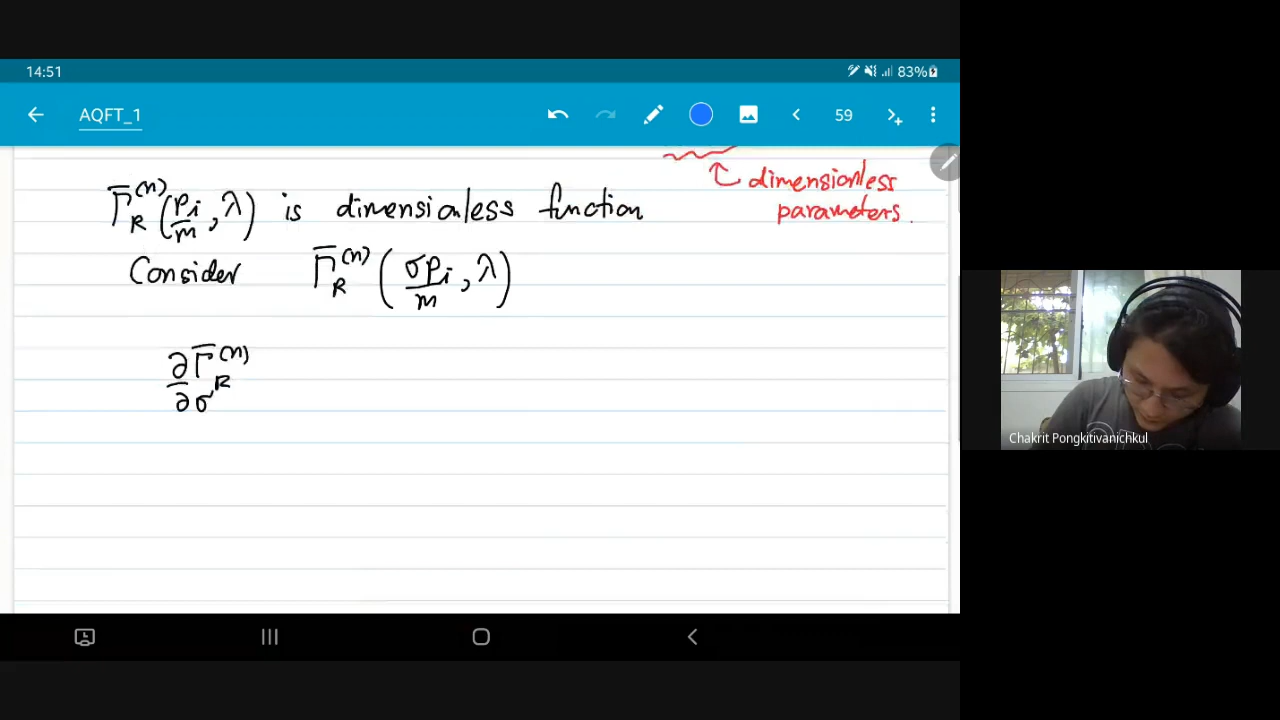 14:51 83%
AQFT_1 59
dimensionless
parameters.
Γ̄_R^(n)(p_i/m, λ) is dimensionless function
Consider Γ̄_R^(n)(σp_i/m, λ)
∂Γ̄_R^(n)/∂σ
Chakrit Pongkitivanichkul